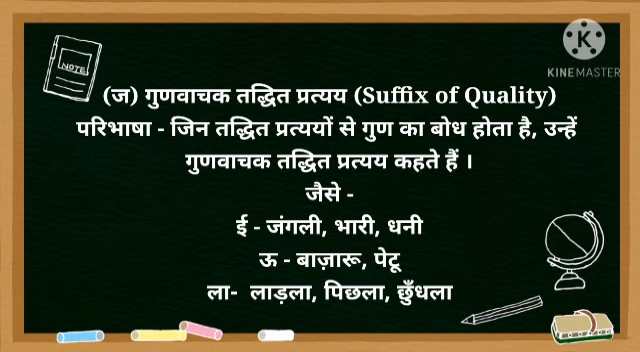 NOTE
KINEMASTER
(ज) गुणवाचक तद्धित प्रत्यय (Suffix of Quality)
परिभाषा - जिन तद्धित प्रत्ययों से गुण का बोध होता है, उन्हें
गुणवाचक तद्धित प्रत्यय कहते हैं ।
जैसे -
ई - जंगली, भारी, धनी
ऊ - बाज़ारू, पेटू
ला- लाड़ला, पिछला, छुँधला